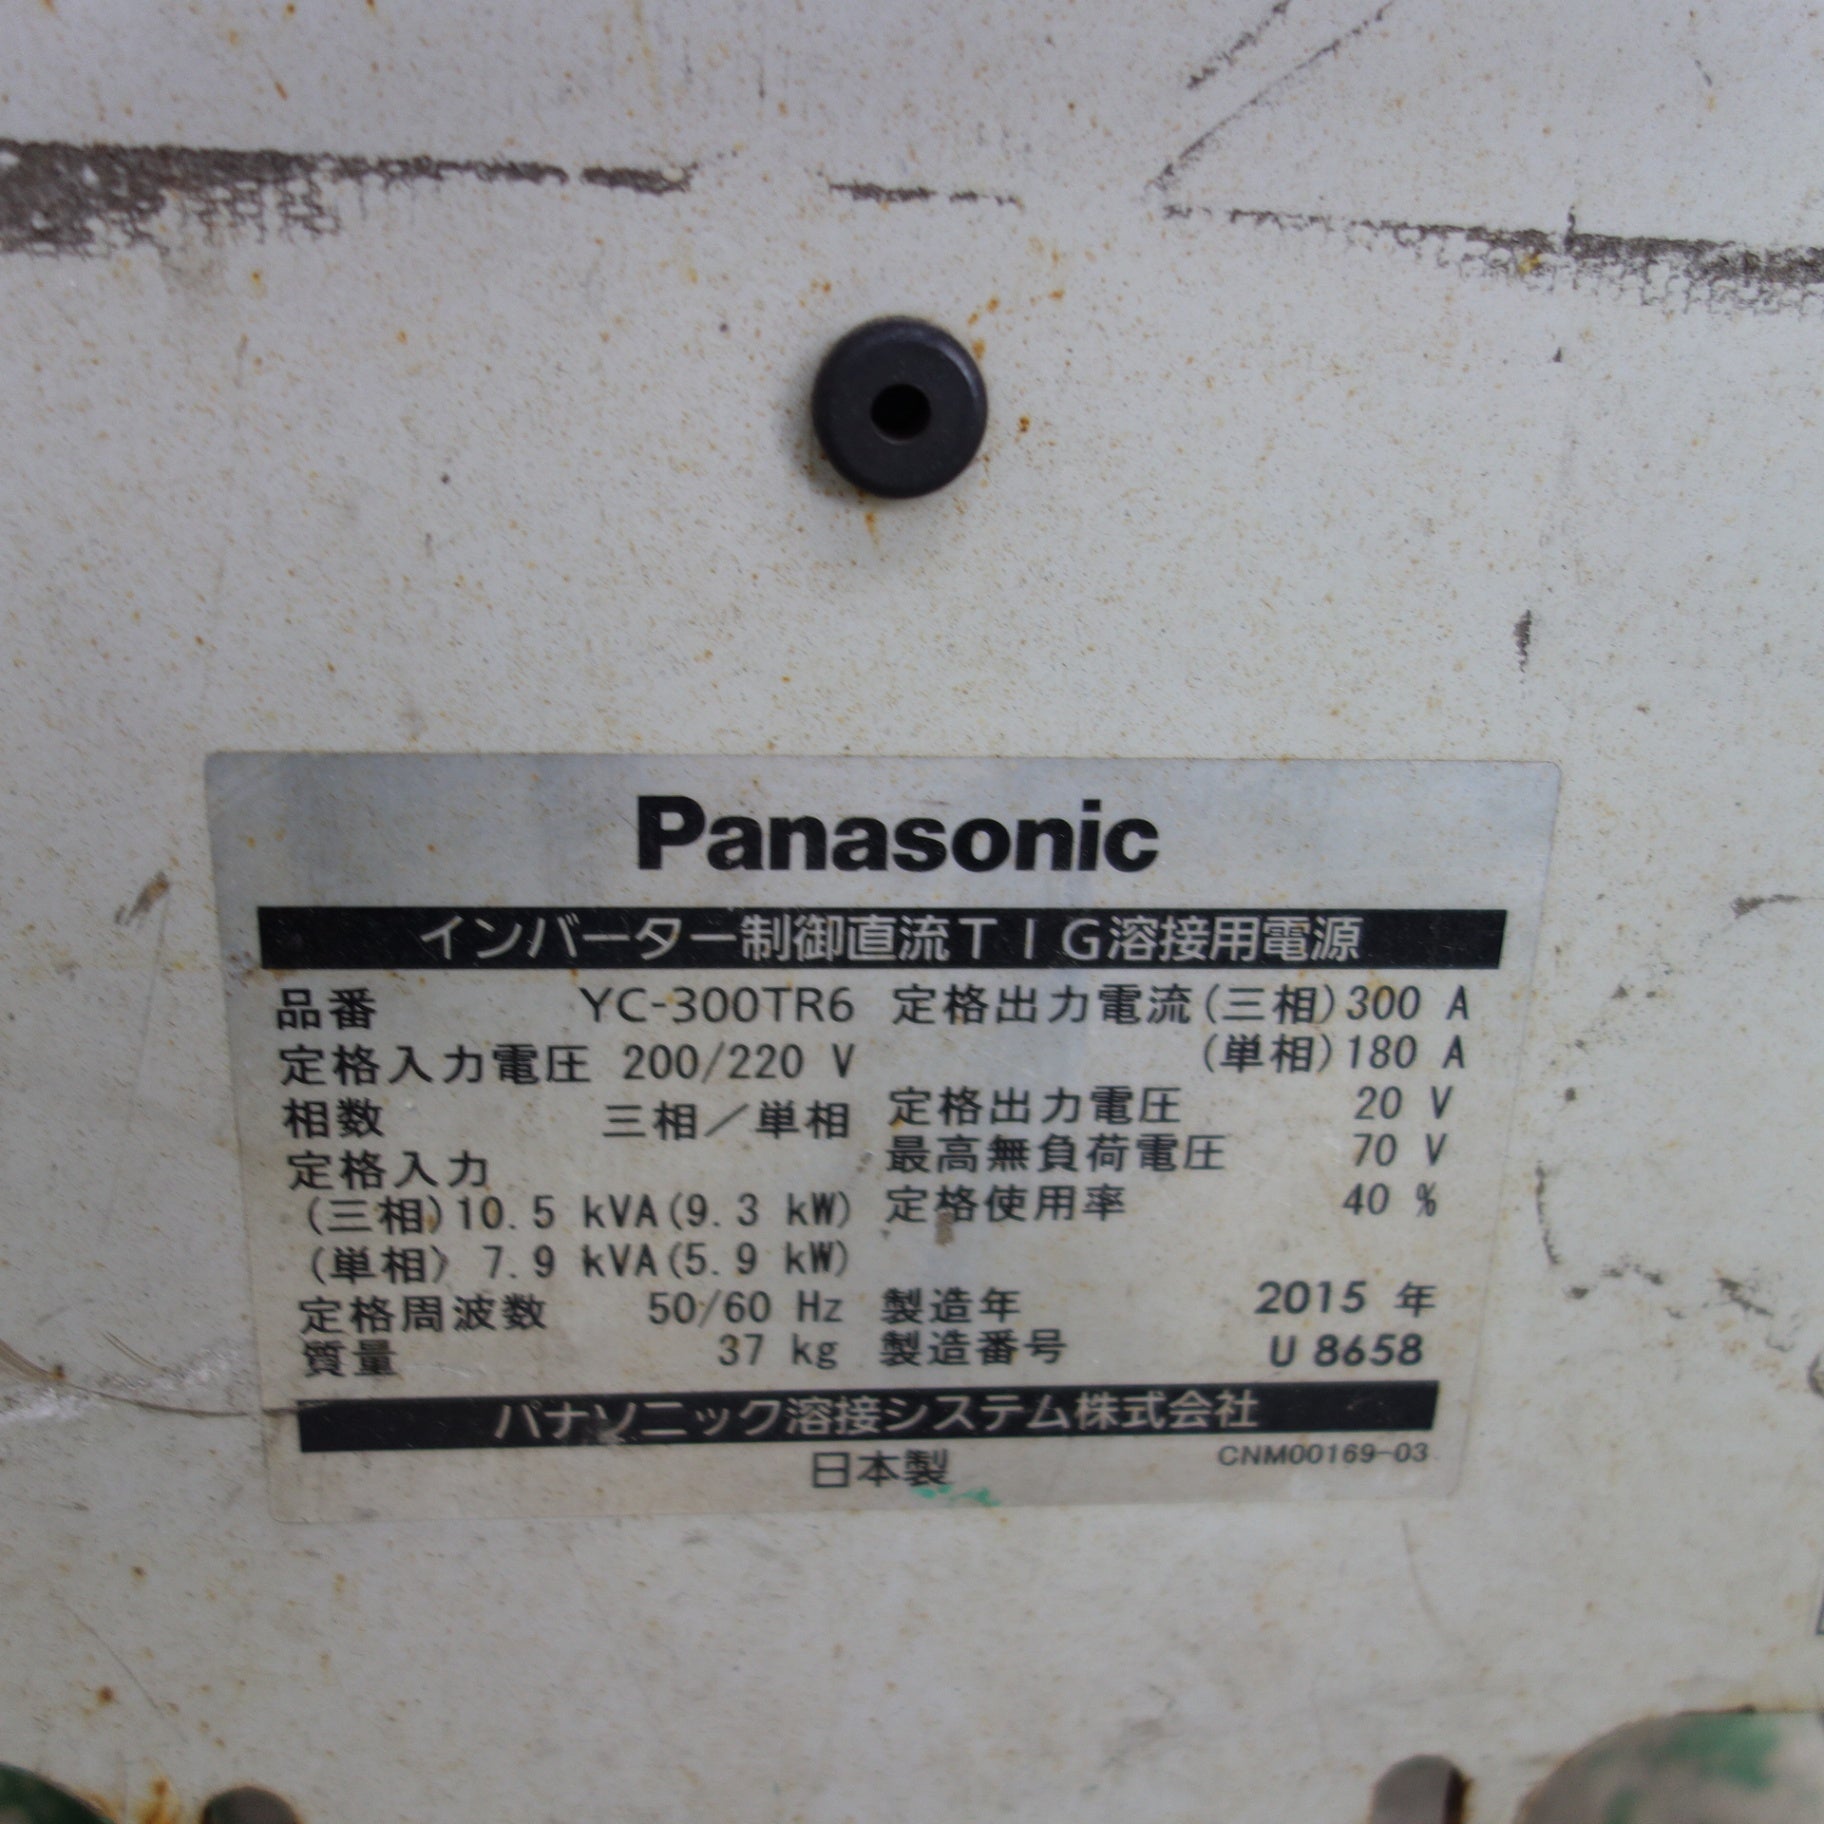 Panasonic
インバーター制御直流TIG溶接用電源
品番 YC-300TR6
定格入力電圧 200/220 V
相数 三相／単相
定格入力
(三相)10.5 kVA(9.3 kW)
(単相) 7.9 kVA(5.9 kW)
定格周波数 50/60 Hz
質量 37 kg
定格出力電流(三相)300 A
(単相)180 A
定格出力電圧 20 V
最高無負荷電圧 70 V
定格使用率 40 %
製造年 2015 年
製造番号 U 8658
パナソニック溶接システム株式会社
日本製
CNM00169-03